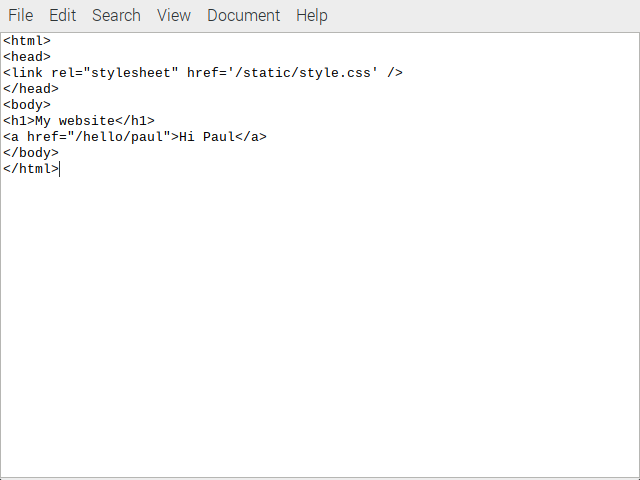 File Edit Search View Document Help
<html>
<head>
<link rel="stylesheet" href='/static/style.css' />
</head>
<body>
<h1>My website</h1>
<a href="/hello/paul">Hi Paul</a>
</body>
</html>